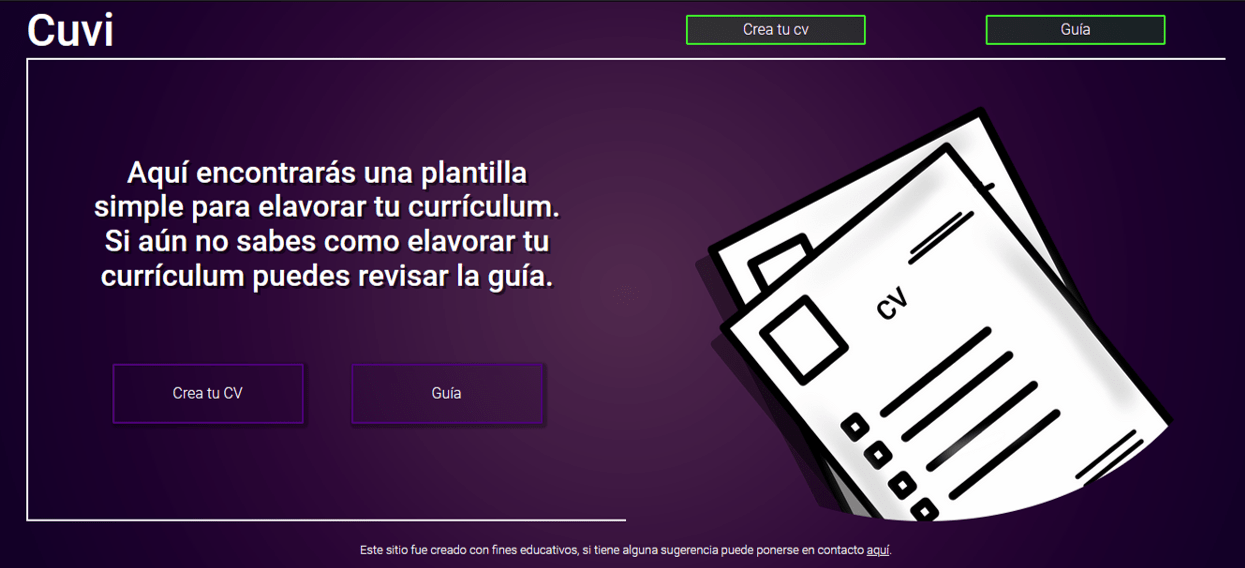 Cuvi
Crea tu cv
Guía
Aquí encontrarás una plantilla
simple para elavorar tu currículum.
Si aún no sabes como elavorar tu
currículum puedes revisar la guía.
Crea tu CV
Guía
CV
Este sitio fue creado con fines educativos, si tiene alguna sugerencia puede ponerse en contacto aquí.